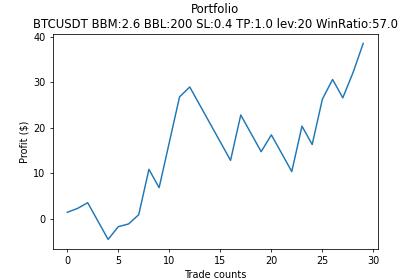 Portfolio
BTCUSDT BBM:2.6 BBL:200 SL:0.4 TP:1.0 lev:20 WinRatio:57.0
40
30
20
10
0
Profit ($)
0 5 10 15 20 25 30
Trade counts